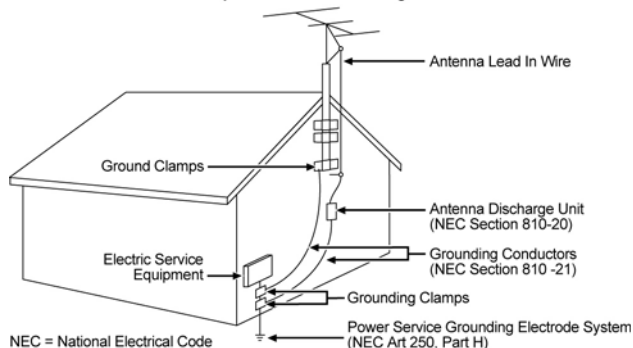 Antenna Lead In Wire
Ground Clamps
Antenna Discharge Unit
(NEC Section 810-20)
Electric Service
Equipment
Grounding Conductors
(NEC Section 810 -21)
Grounding Clamps
NEC = National Electrical Code
Power Service Grounding Electrode System
(NEC Art 250, Part H)